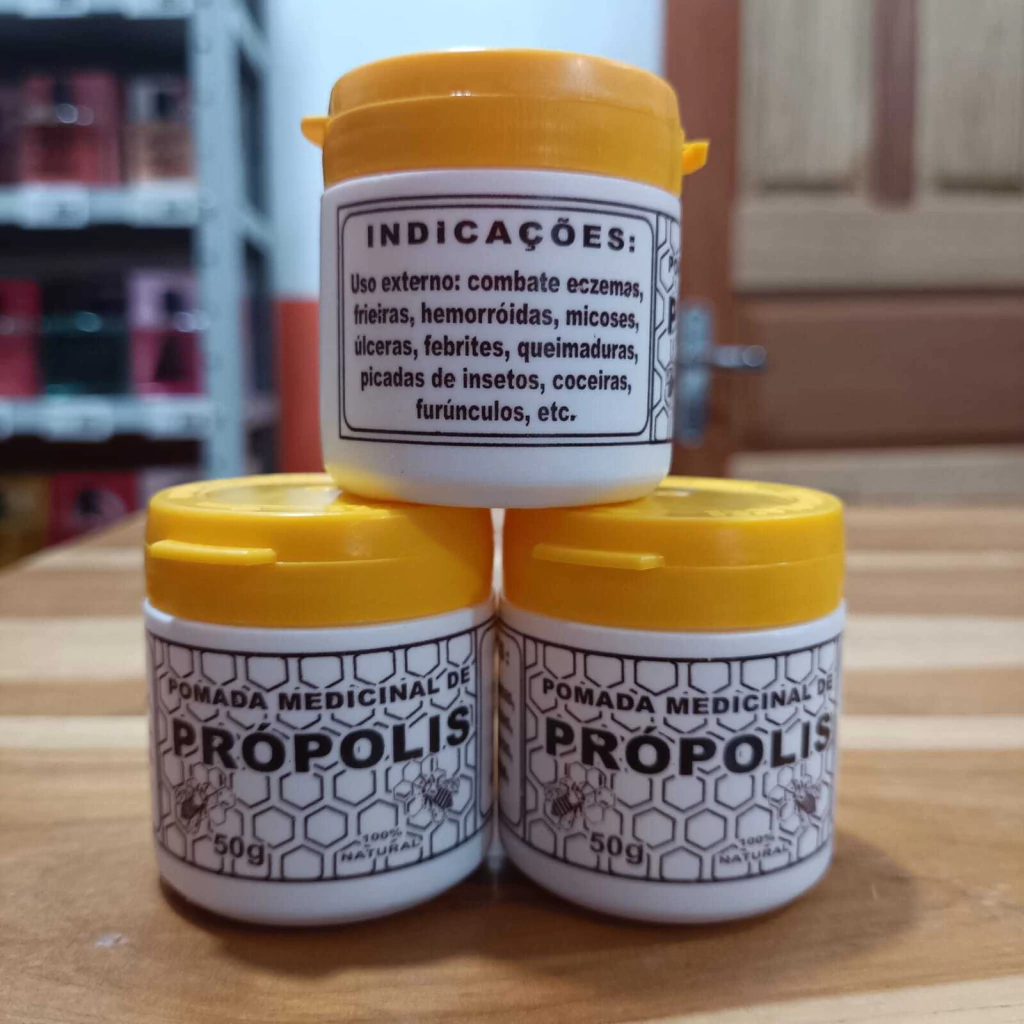 INDICAÇÕES:
Uso externo: combate eczemas,
frieiras, hemorróidas, micoses,
úlceras, febrites, queimaduras,
picadas de insetos, coceiras,
furúnculos, etc.
POMADA MEDICINAL DE
PRÓPOLIS
50g
100%
NATURAL
POMADA MEDICINAL DE
PRÓPOLIS
50g
100%
NATURAL